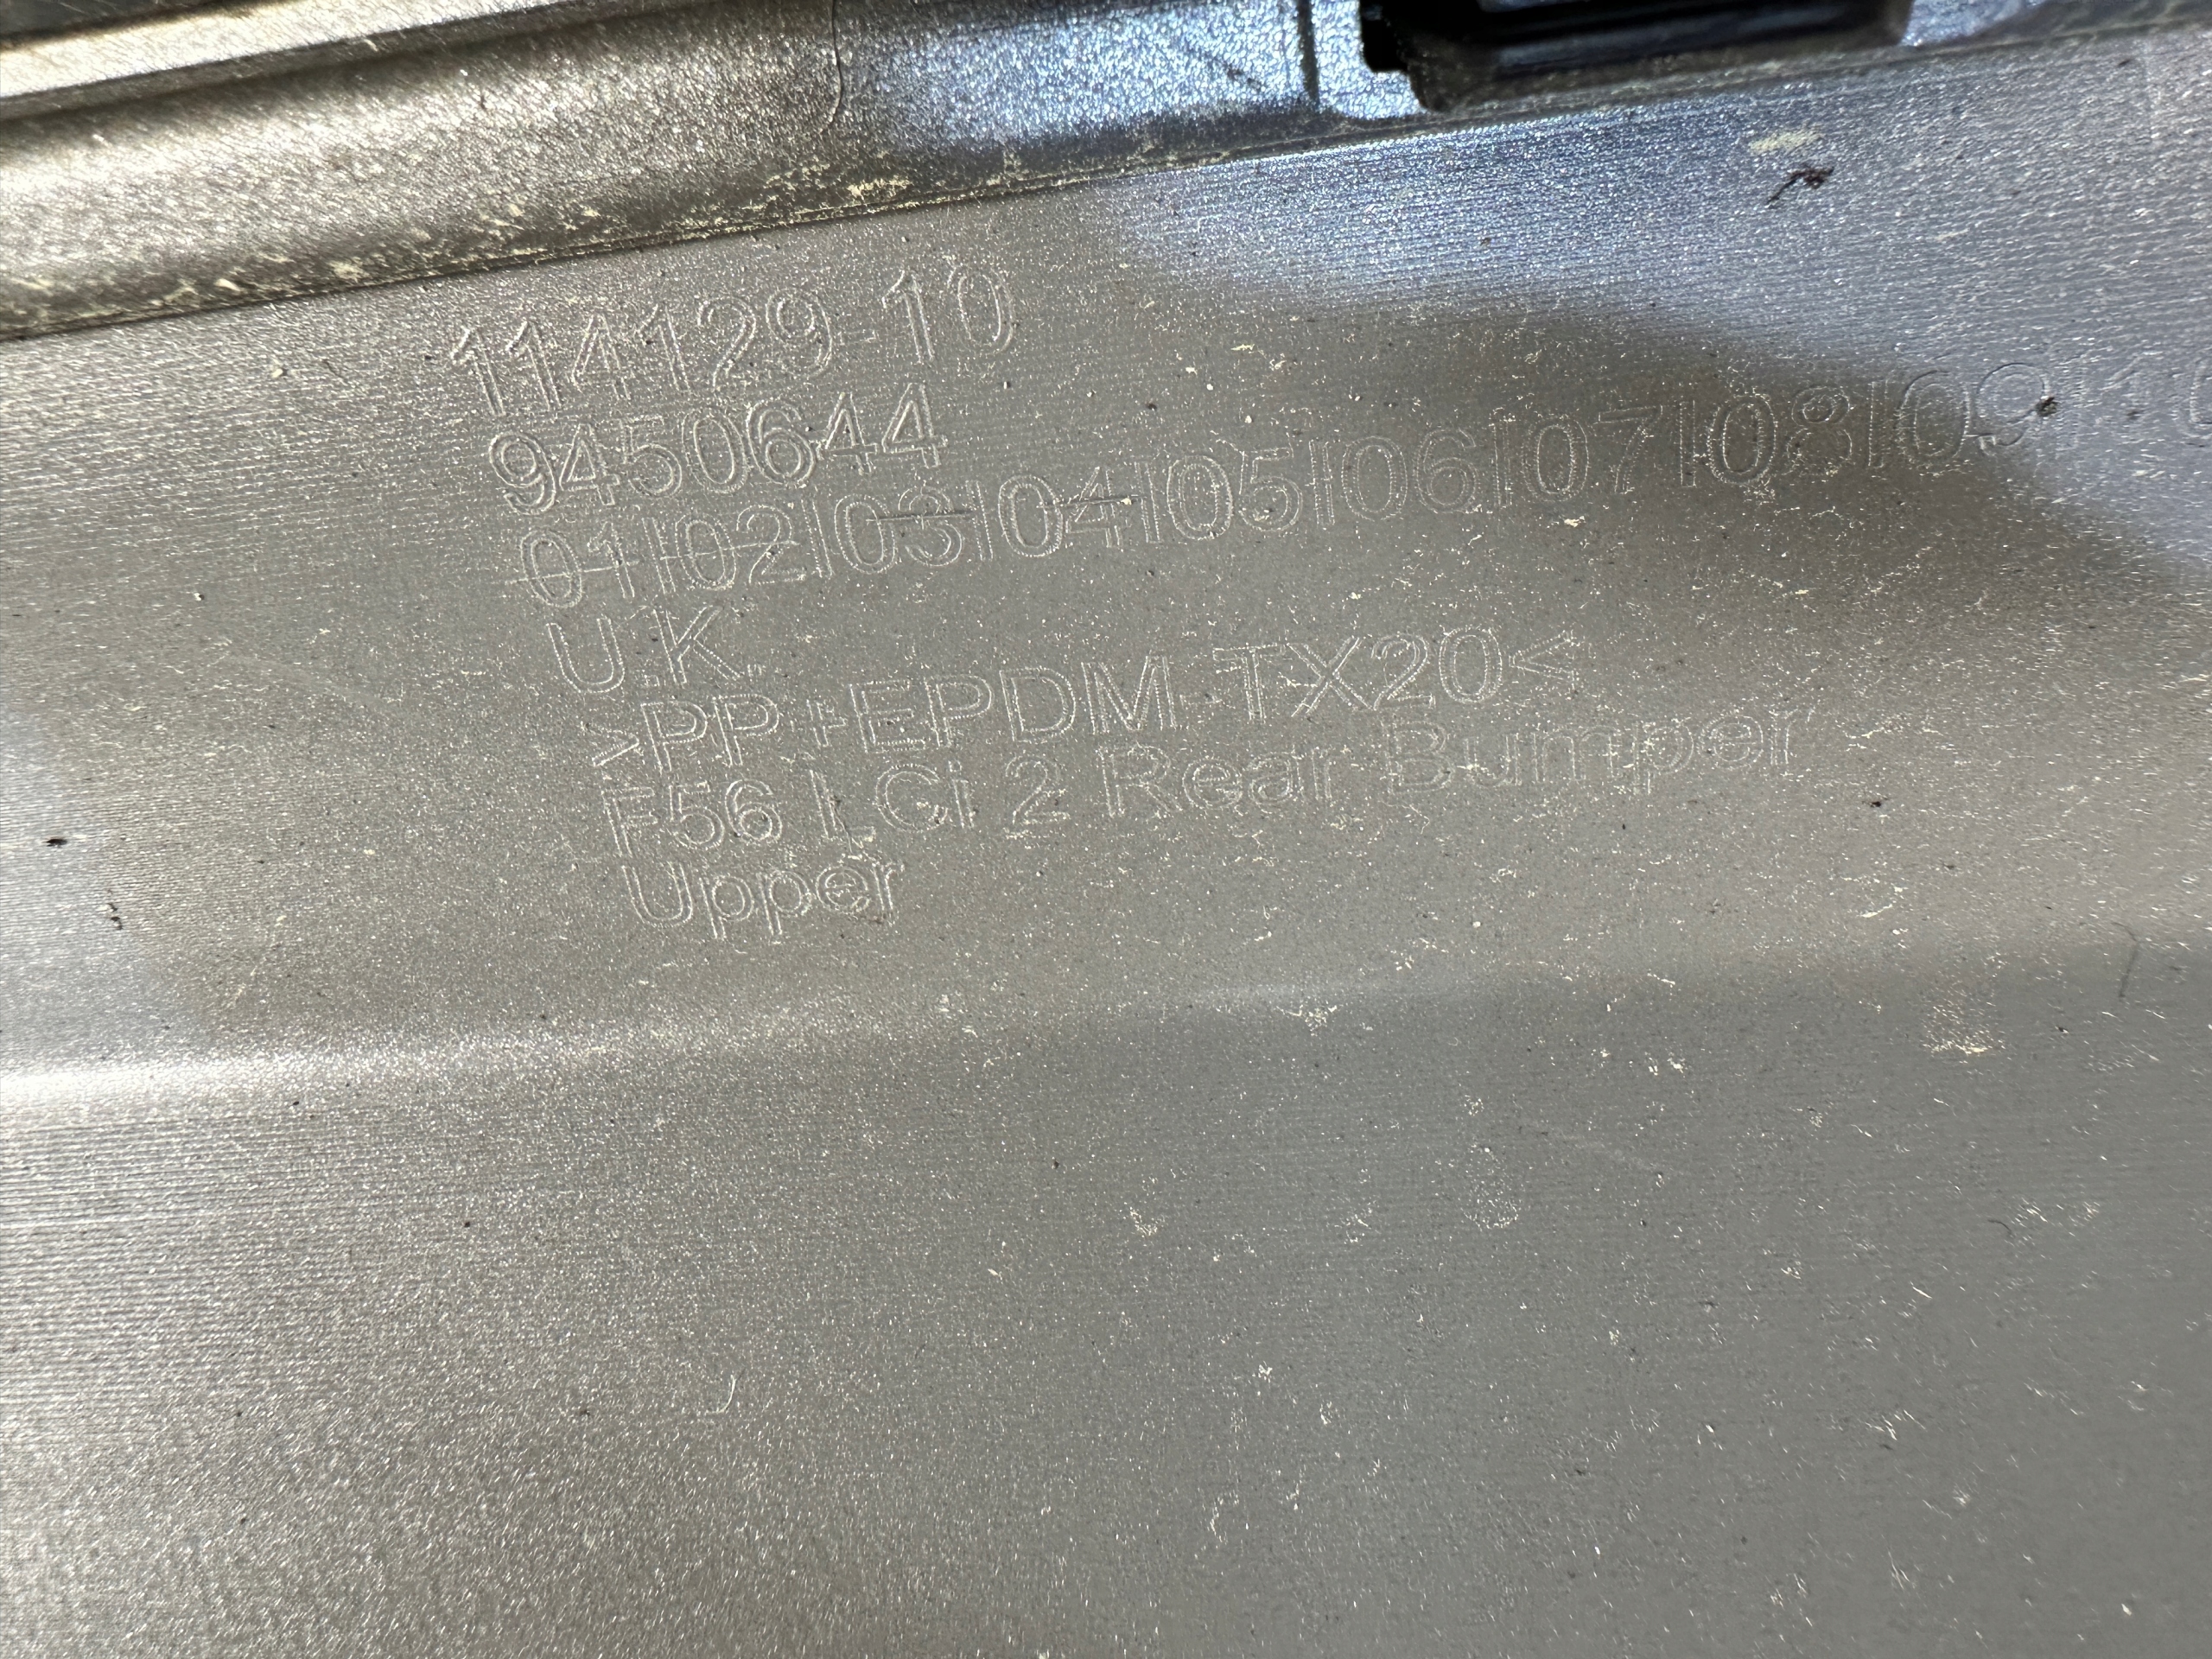 114129-10
9450644
01|02|03|04|05|06|07|08|09|10
U.K.
>PP+EPDM-TX20<
F56 LCi 2 Rear Bumper
Upper